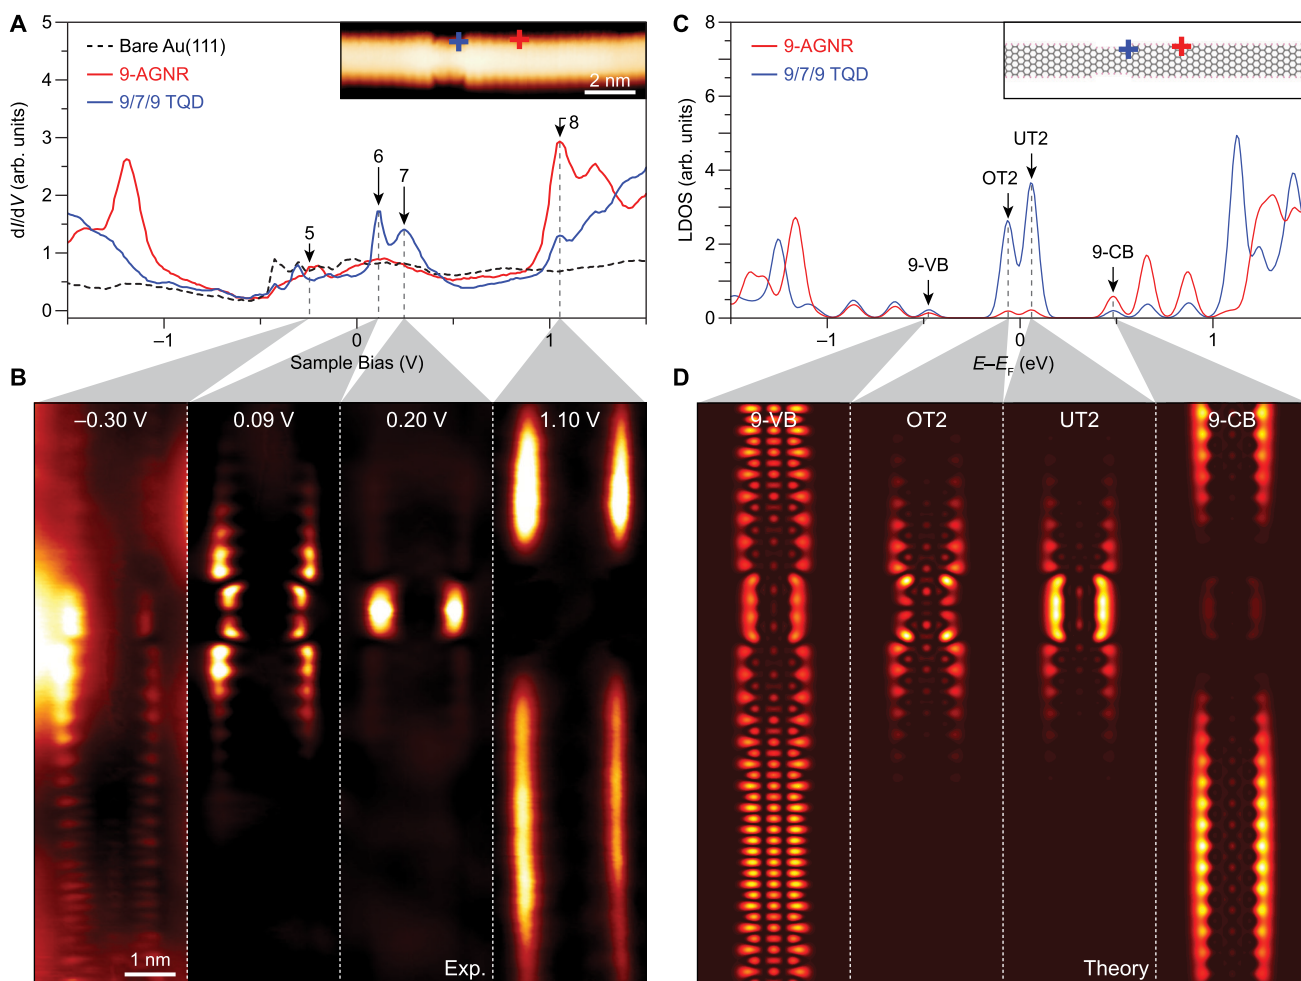 A
5
4
3
2
1
0
dI/dV (arb. units)
Bare Au(111)
9-AGNR
9/7/9 TQD
2 nm
5
6
7
8
–1
0
1
Sample Bias (V)
C
8
6
4
2
0
LDOS (arb. units)
9-AGNR
9/7/9 TQD
9-VB
OT2
UT2
9-CB
–1
0
1
E–EF (eV)
B
–0.30 V
0.09 V
0.20 V
1.10 V
1 nm
Exp.
D
9-VB
OT2
UT2
9-CB
Theory